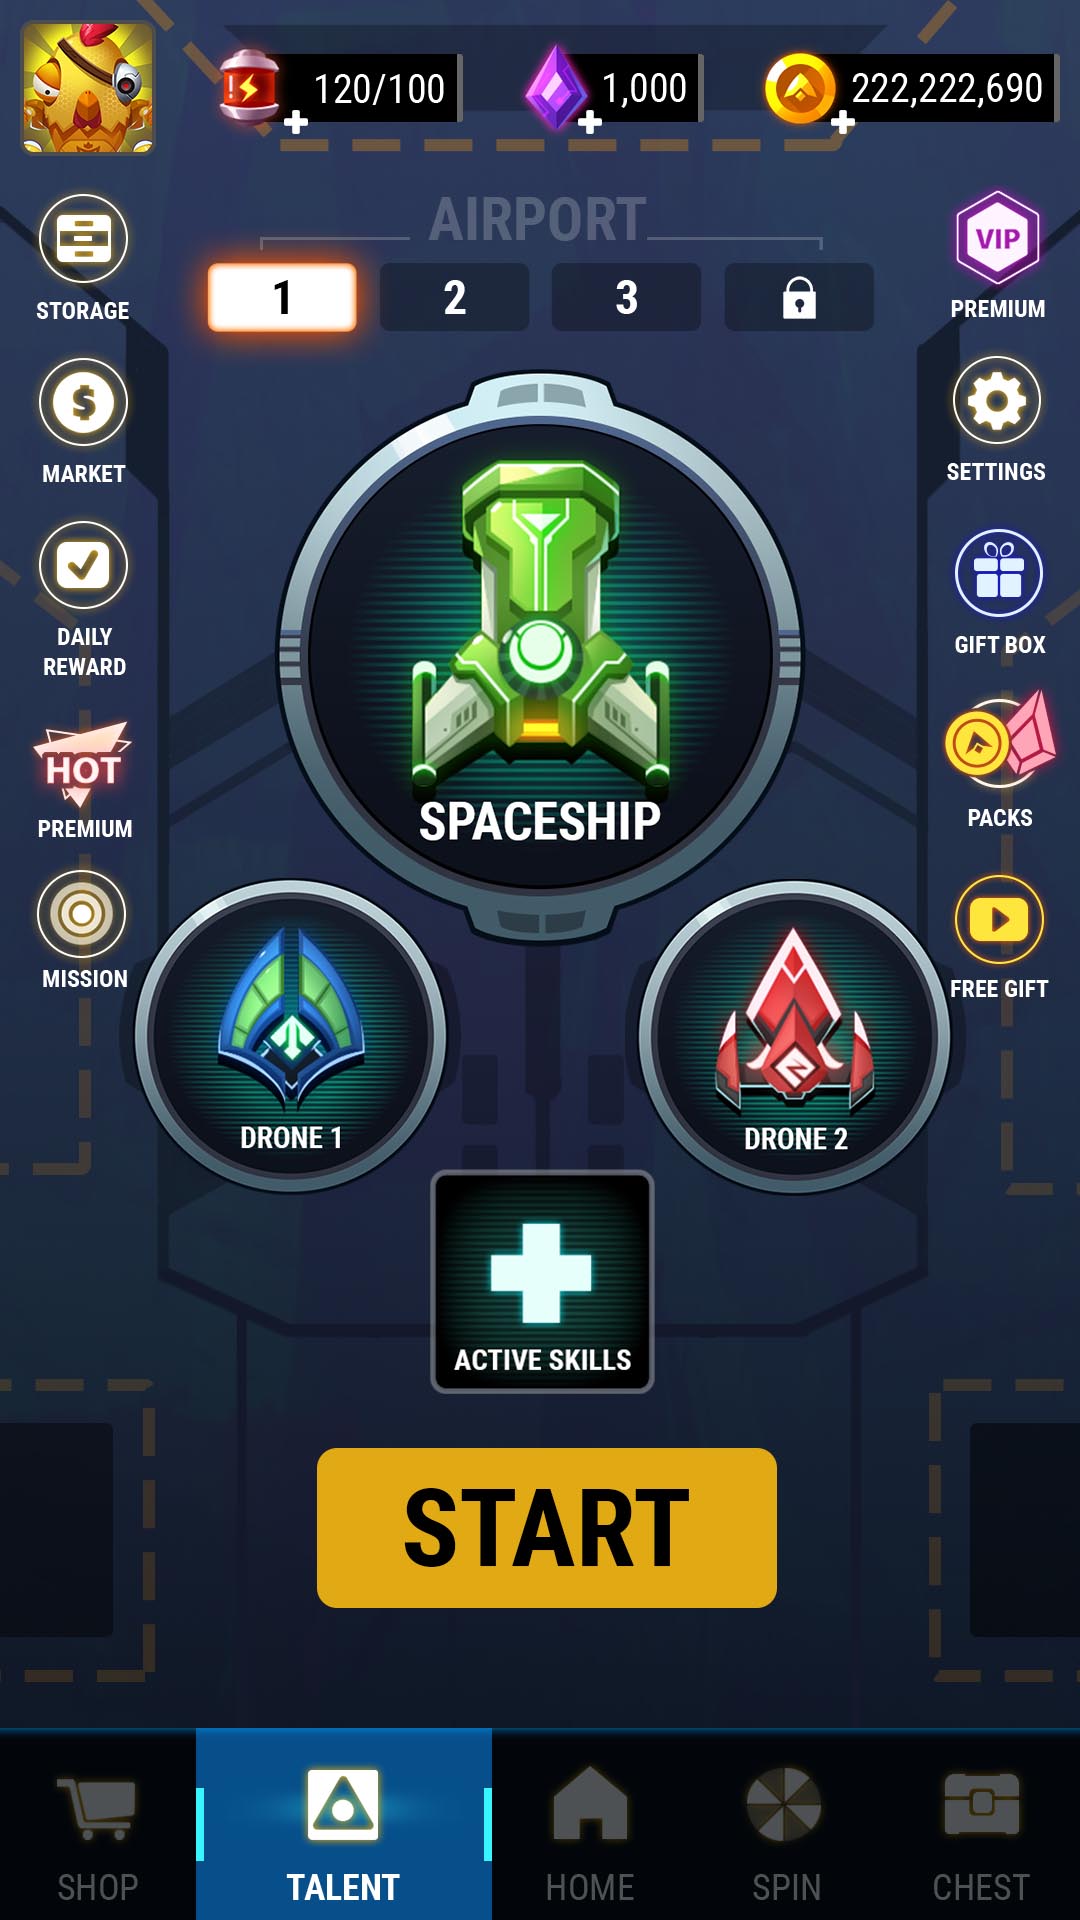 120/100
1,000
222,222,690
AIRPORT
1
2
3
STORAGE
MARKET
DAILY
REWARD
HOT
PREMIUM
MISSION
VIP
PREMIUM
SETTINGS
GIFT BOX
PACKS
FREE GIFT
SPACESHIP
DRONE 1
DRONE 2
ACTIVE SKILLS
START
SHOP
TALENT
HOME
SPIN
CHEST